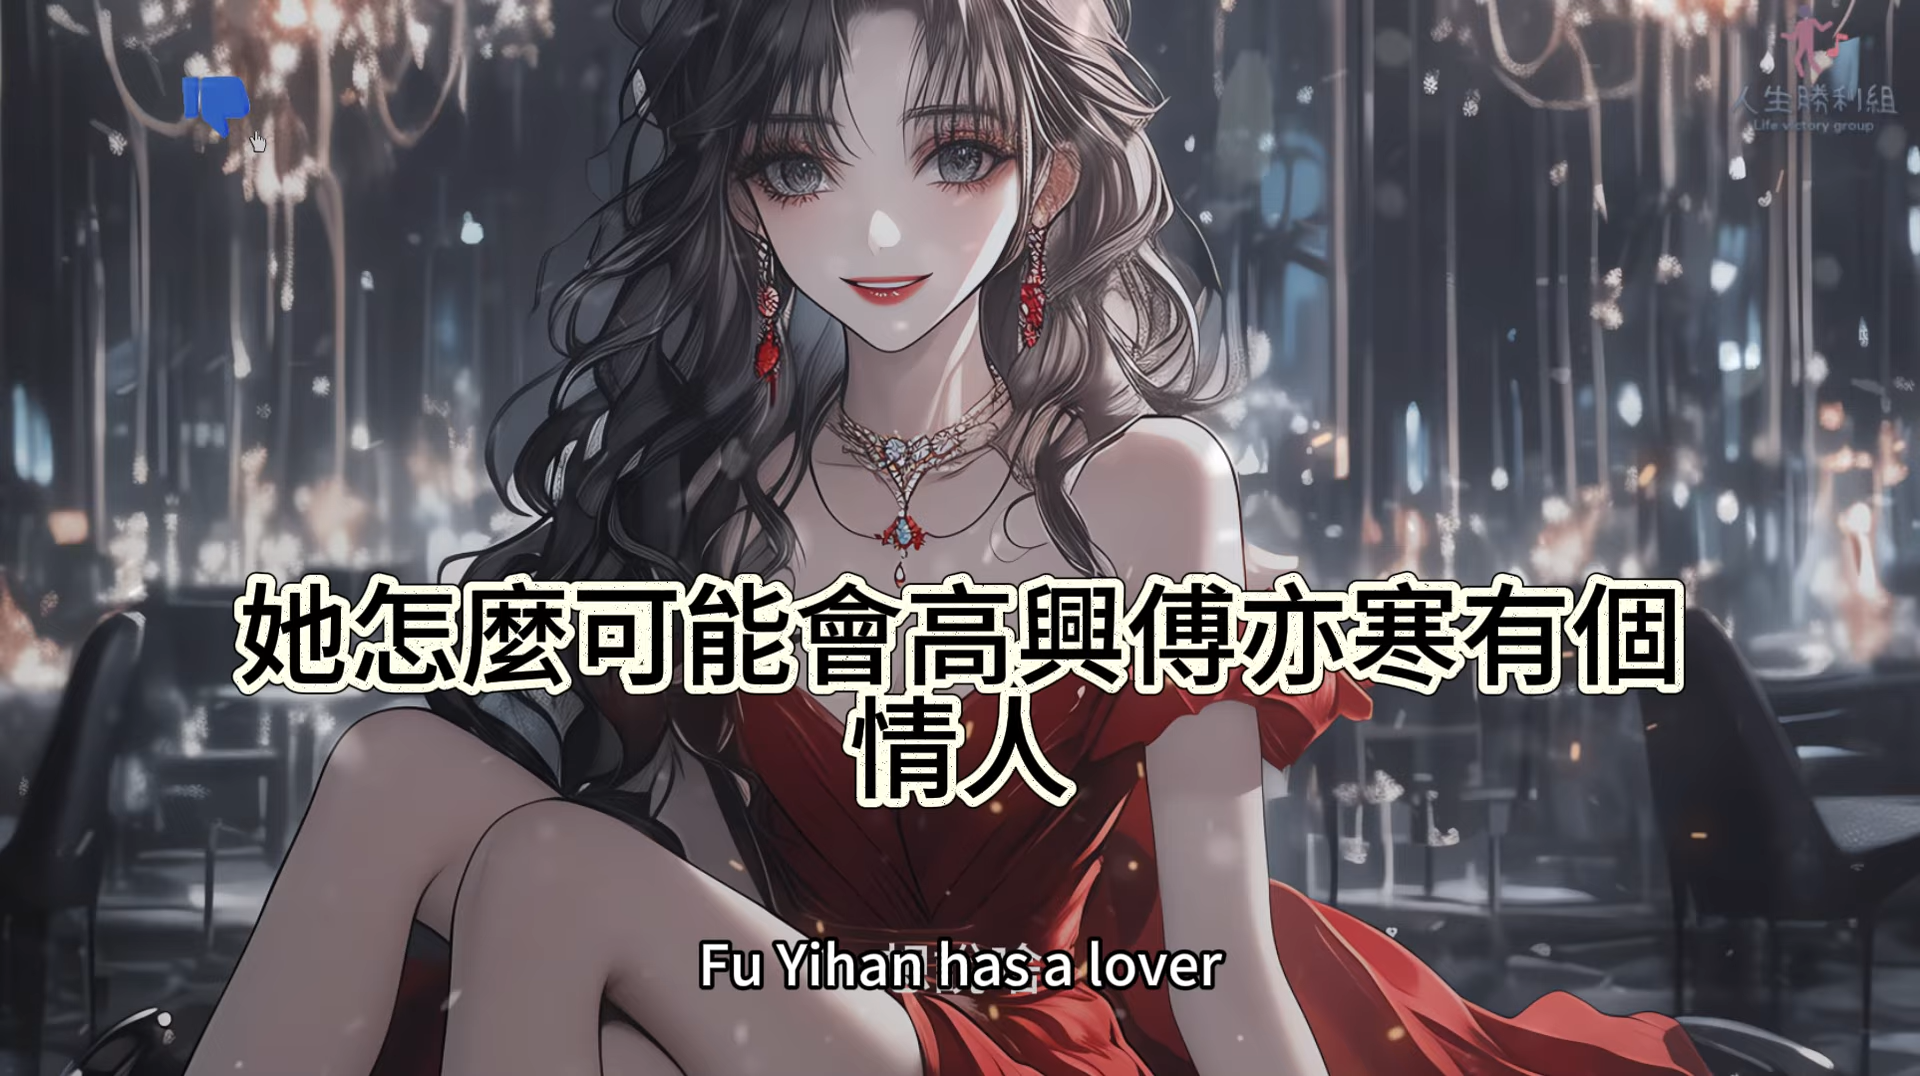 人生勝利組
Life victory group
她怎麼可能會高興傅亦寒有個
情人
Fu Yihan has a lover